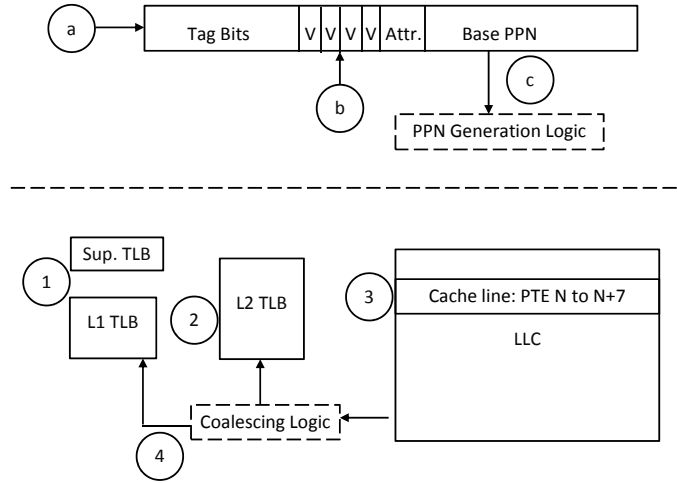 a
Tag Bits V V V V Attr. Base PPN
b
c
PPN Generation Logic
Sup. TLB
1
L1 TLB
2
L2 TLB
3
Cache line: PTE N to N+7
LLC
Coalescing Logic
4